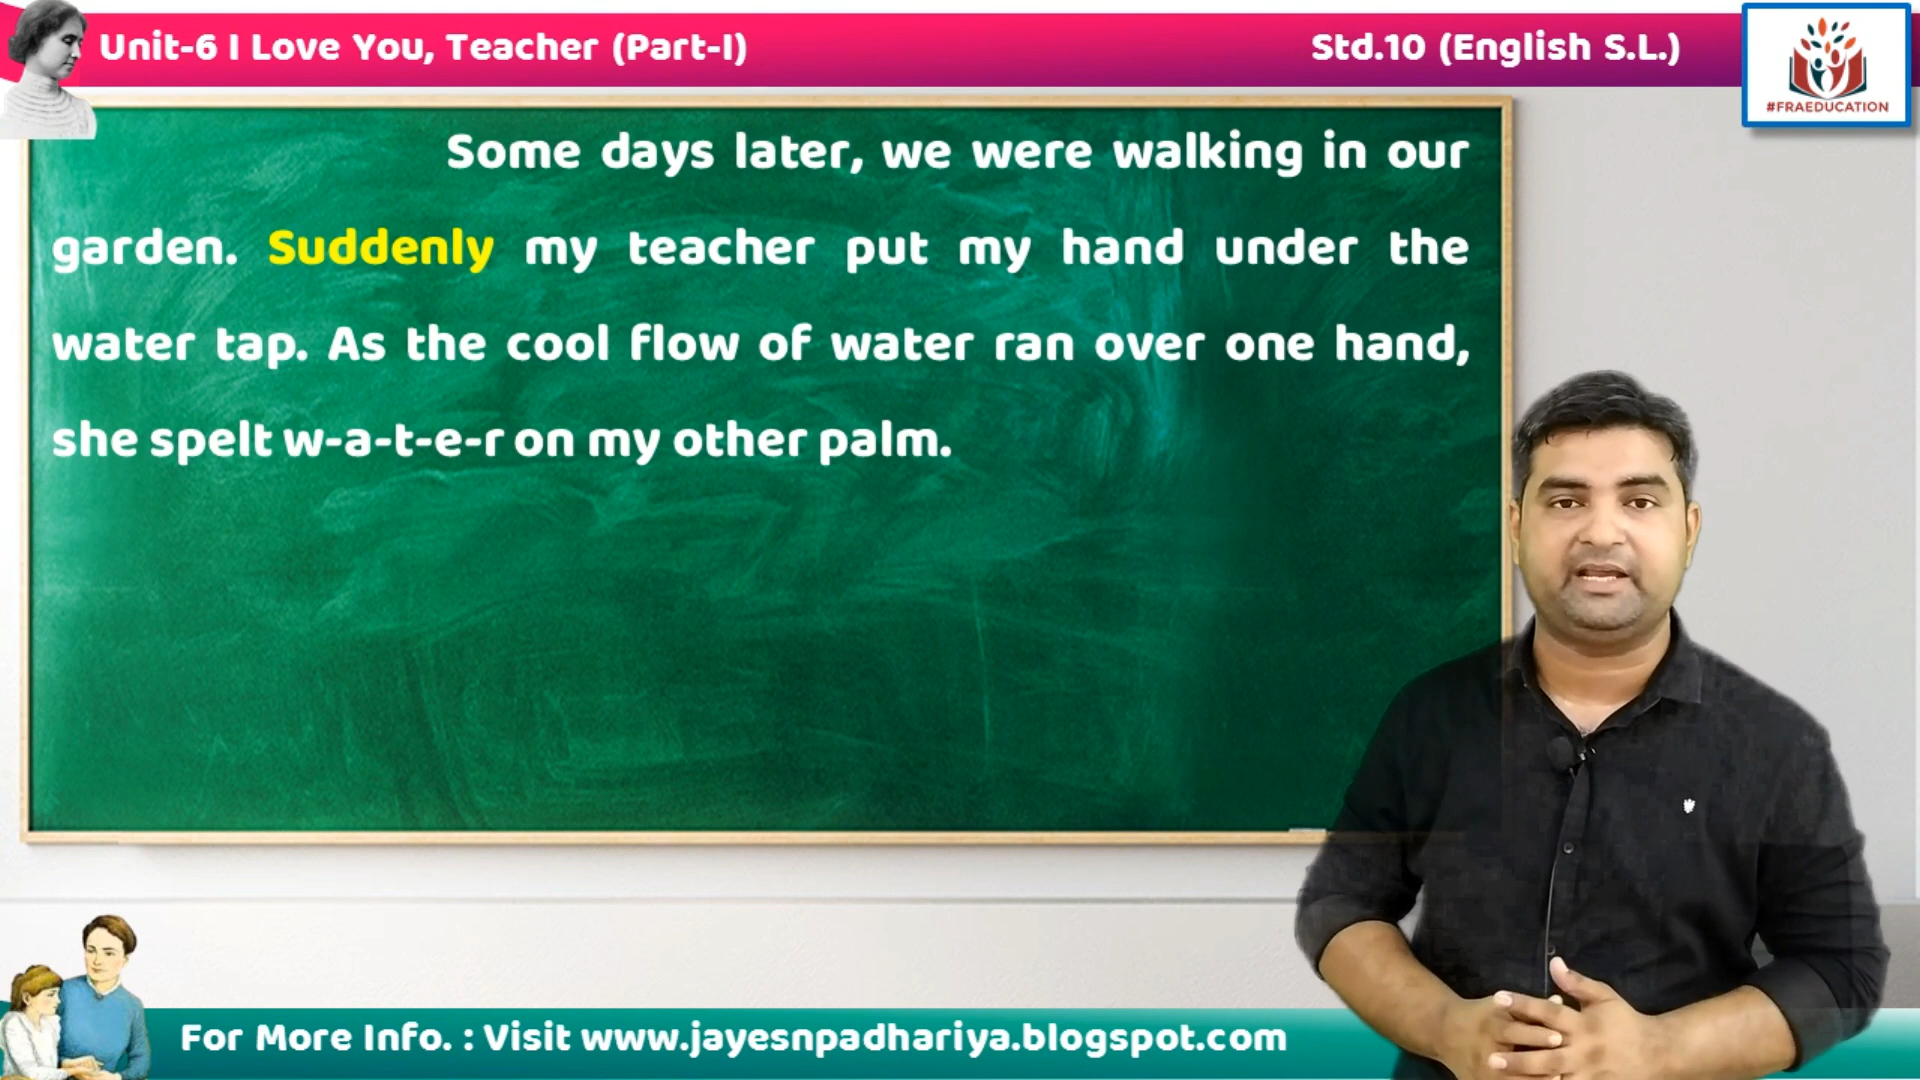 Unit-6 I Love You, Teacher (Part-I)
Std.10 (English S.L.)
#FRAEDUCATION
Some days later, we were walking in our
garden. Suddenly my teacher put my hand under the
water tap. As the cool flow of water ran over one hand,
she spelt w-a-t-e-r on my other palm.
For More Info. : Visit www.jayesnpadhariya.blogspot.com